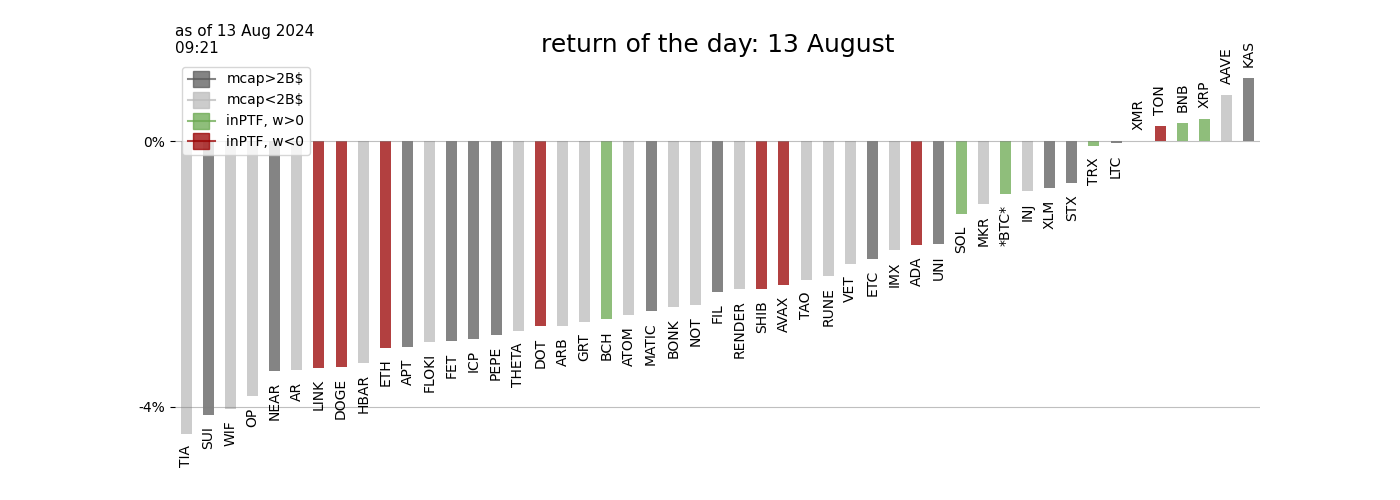 as of 13 Aug 2024
09:21
return of the day: 13 August
mcap>2B$
mcap<2B$
inPTF, w>0
inPTF, w<0
0%
-4%
TIA
SUI
WIF
OP
NEAR
AR
LINK
DOGE
HBAR
ETH
APT
FLOKI
FET
ICP
PEPE
THETA
DOT
ARB
GRT
BCH
ATOM
MATIC
BONK
NOT
FIL
RENDER
SHIB
AVAX
TAO
RUNE
VET
ETC
IMX
ADA
UNI
SOL
MKR
*BTC*
INJ
XLM
STX
TRX
LTC
XMR
TON
BNB
XRP
AAVE
KAS